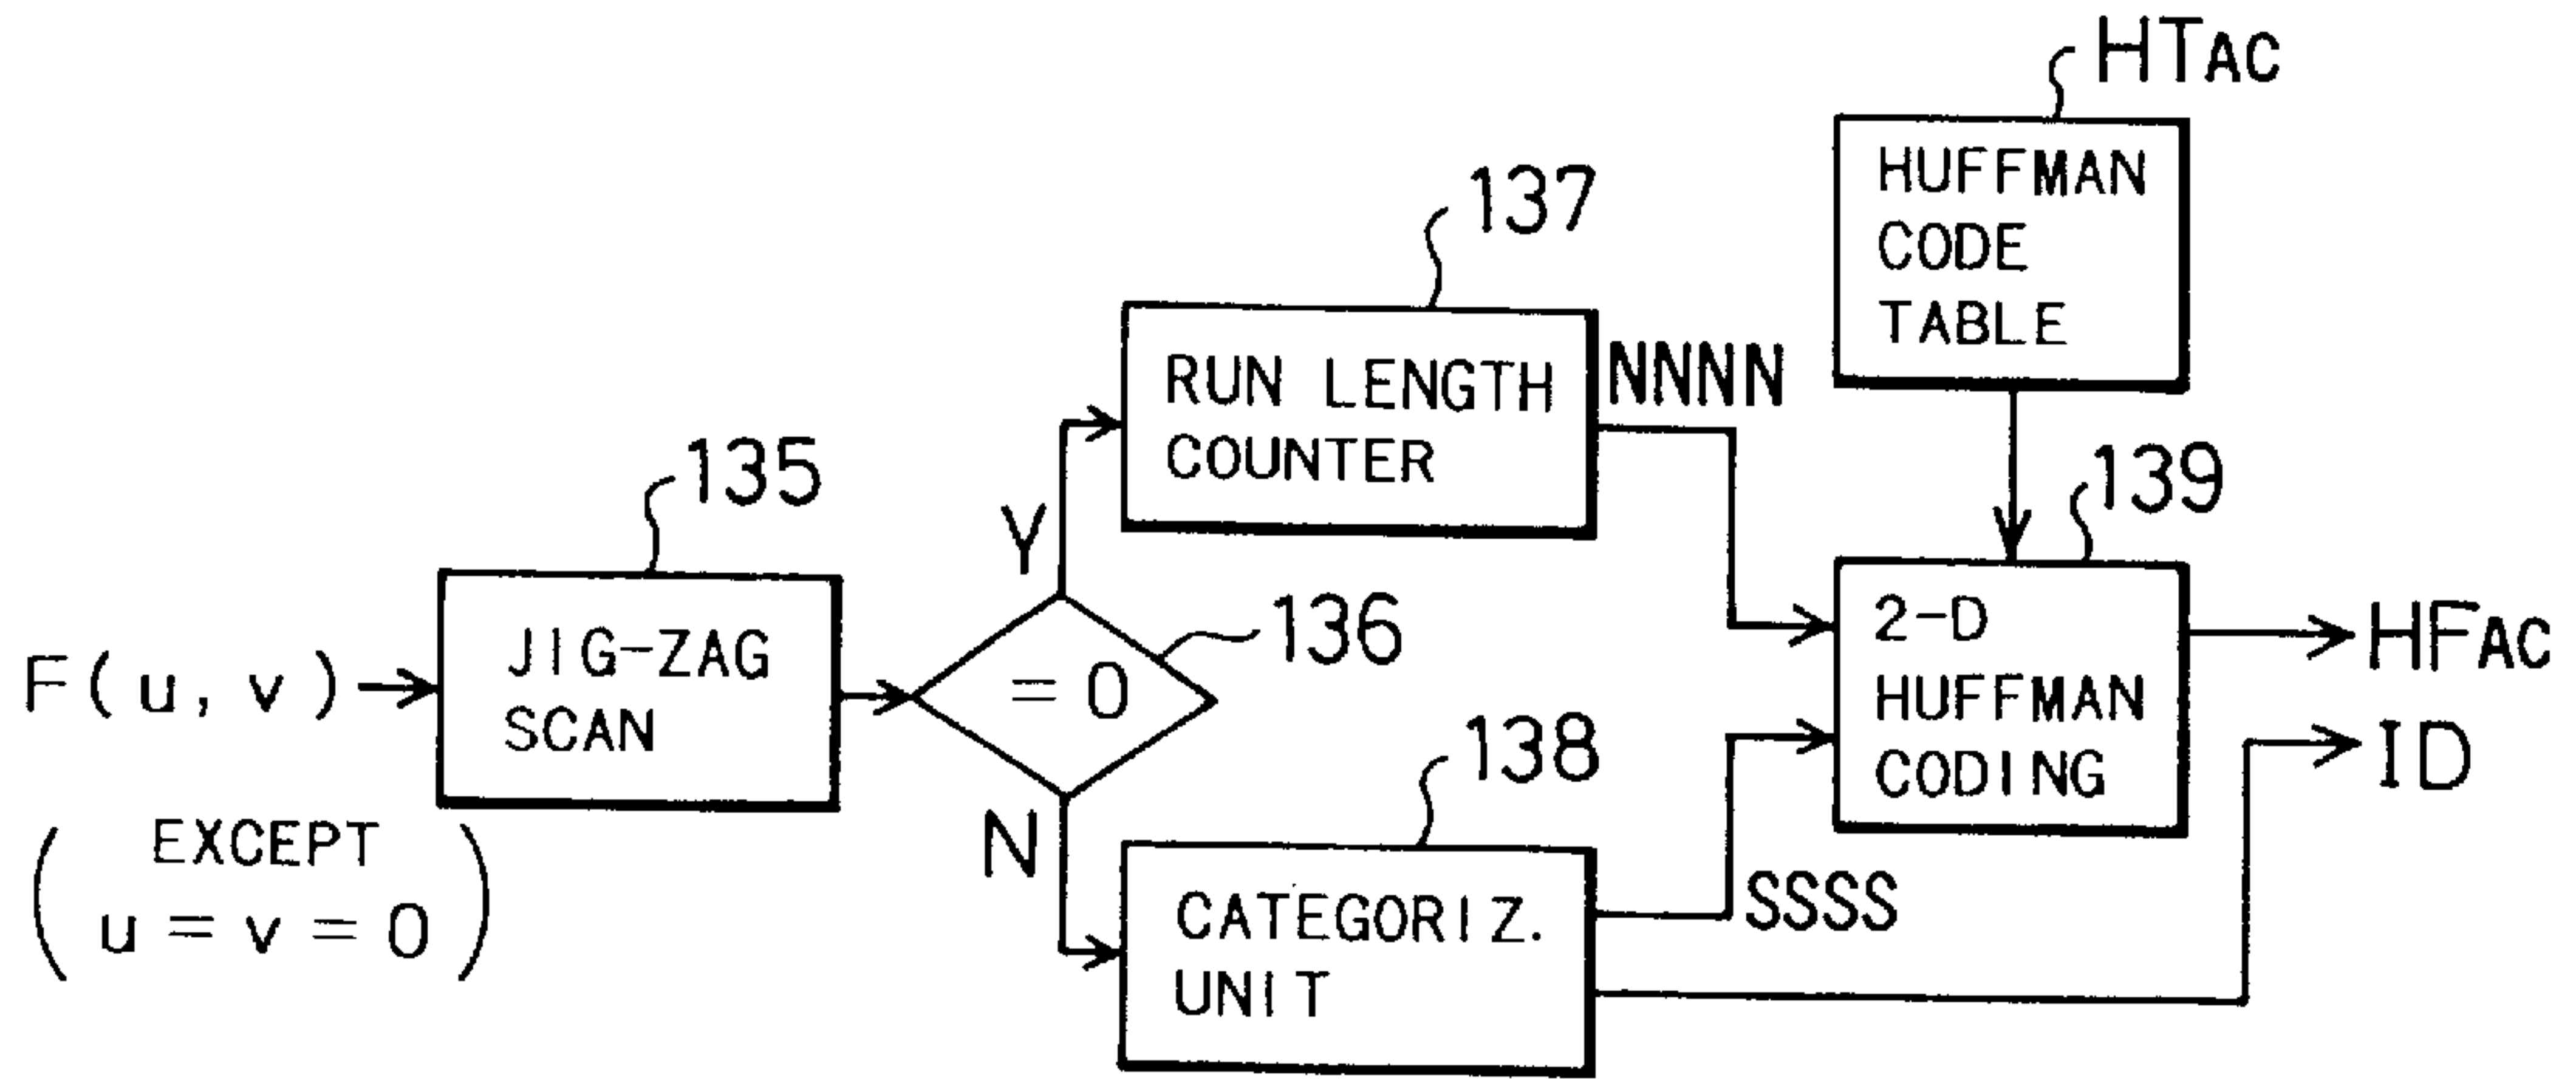 HTAC
HUFFMAN
CODE
TABLE
137
RUN LENGTH
COUNTER
NNNN
135
JIG-ZAG
SCAN
F(u, v)
(EXCEPT
u = v = 0)
Y
136
= 0
N
138
CATEGORIZ.
UNIT
SSSS
139
2-D
HUFFMAN
CODING
HFAC
ID